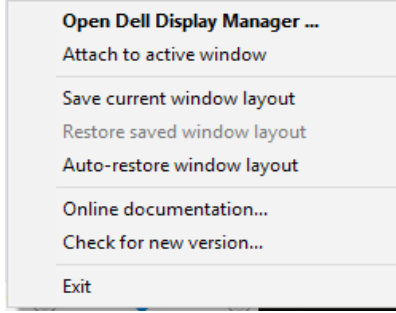 Open Dell Display Manager ...
Attach to active window
Save current window layout
Restore saved window layout
Auto-restore window layout
Online documentation...
Check for new version...
Exit